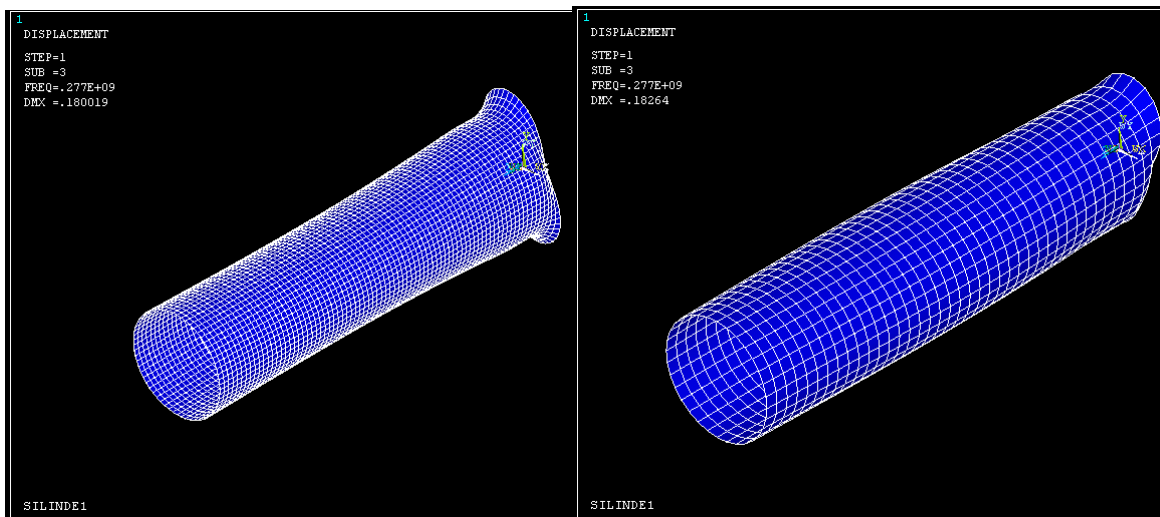 1
DISPLACEMENT
STEP=1
SUB =3
FREQ=.277E+09
DMX =.180019
SILINDE1
1
DISPLACEMENT
STEP=1
SUB =3
FREQ=.277E+09
DMX =.18264
SILINDE1